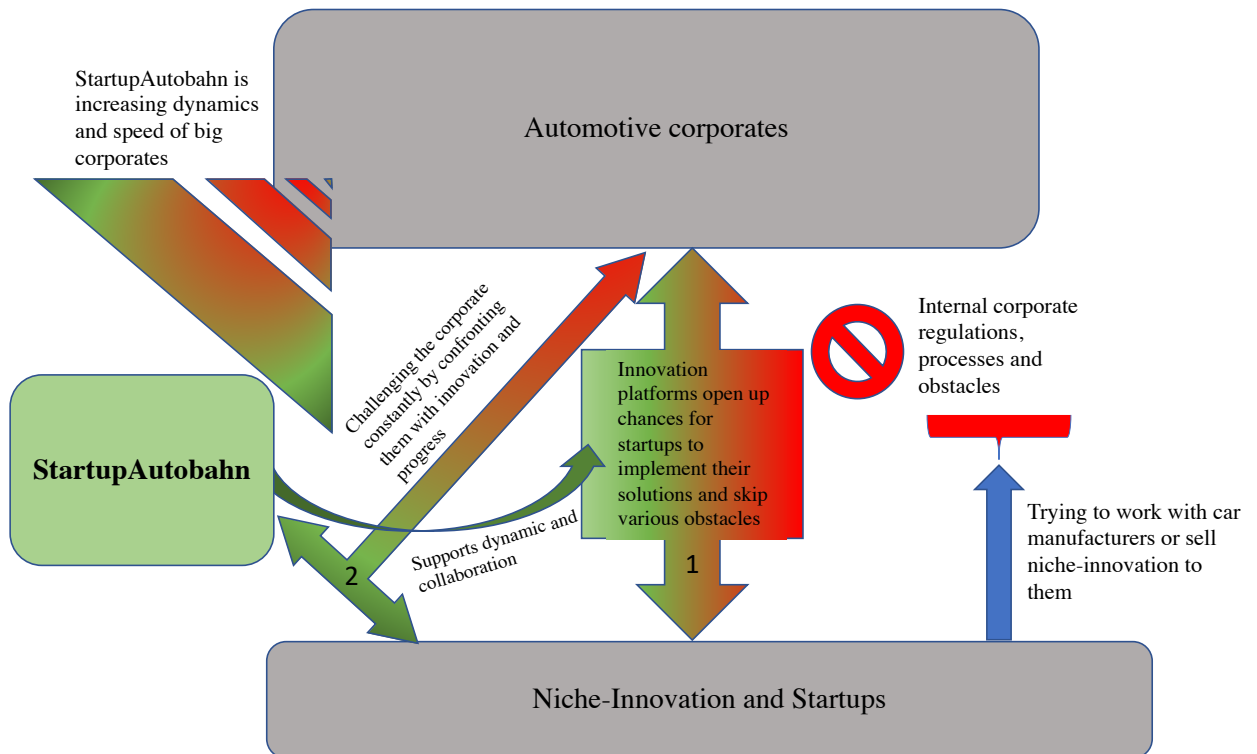 Automotive corporates
StartupAutobahn is
increasing dynamics
and speed of big
corporates
Challenging the corporate
constantly by confronting
them with innovation and
progress
Innovation
platforms open up
chances for
startups to
implement their
solutions and skip
various obstacles
1
Internal corporate
regulations,
processes and
obstacles
StartupAutobahn
2
Supports dynamic and
collaboration
Trying to work with car
manufacturers or sell
niche-innovation to
them
Niche-Innovation and Startups